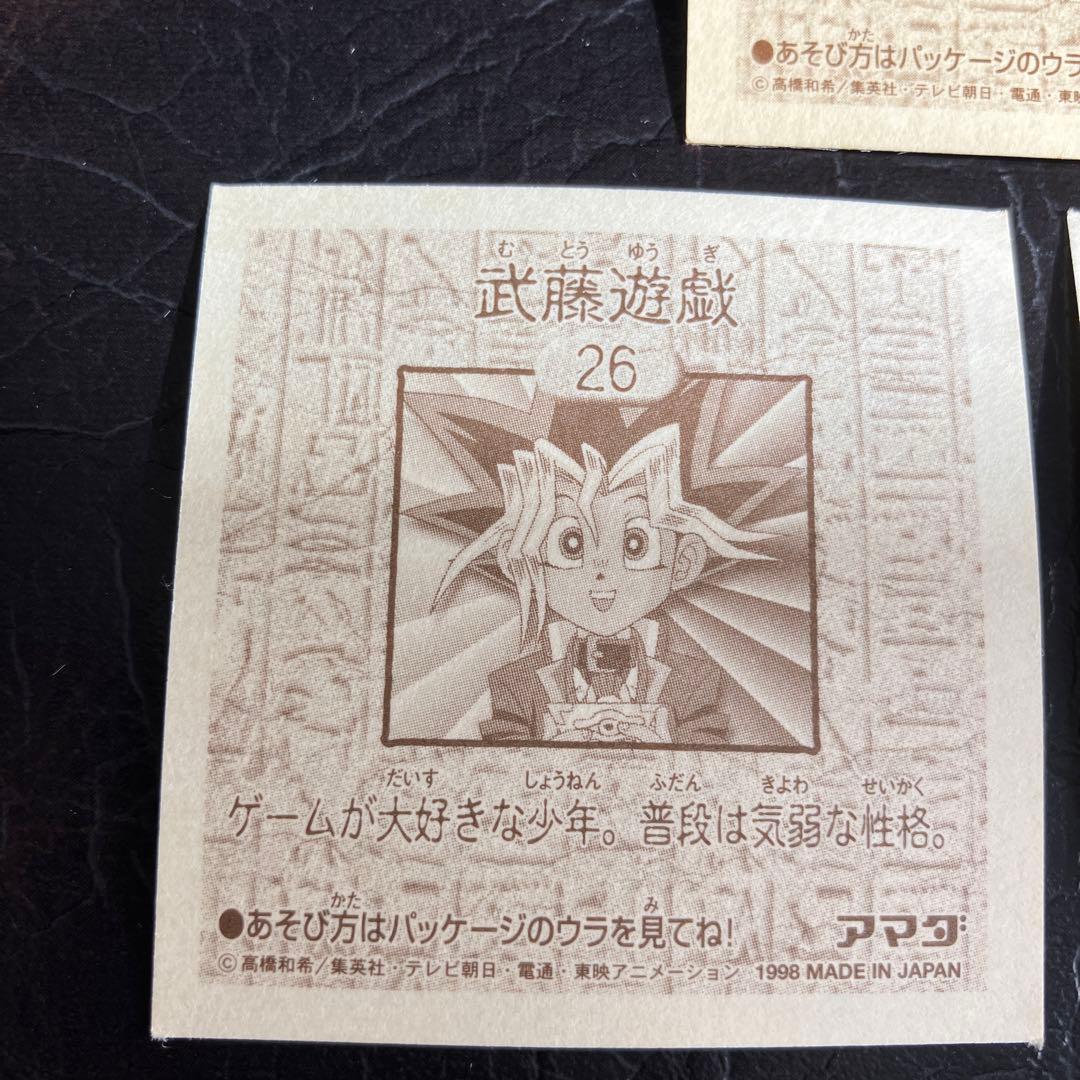 ●あそび方はパッケージのウラ
かた
©高橋和希/集英社・テレビ朝日・電通・東映
むとうゆうぎ
武藤遊戯
26
だいす しょうねん ふだん きよわ せいかく
ゲームが大好きな少年。普段は気弱な性格。
かた み
●あそび方はパッケージのウラを見てね!
アマダ
©高橋和希/集英社・テレビ朝日・電通・東映アニメーション 1998 MADE IN JAPAN